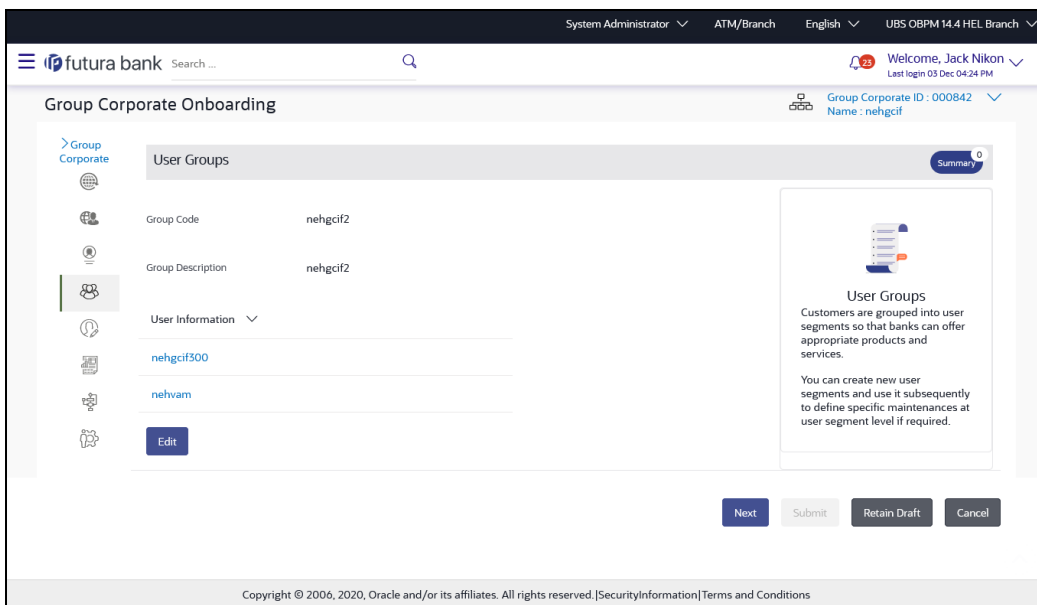 System Administrator ATM/Branch English UBS OBPM 14.4 HEL Branch
futura bank Search ... 23 Welcome, Jack Nikon
Last login 03 Dec 04:24 PM
Group Corporate Onboarding
Group Corporate ID : 000842
Name : nehgcif
Group
Corporate
User Groups
Summary 0
Group Code nehgcif2
Group Description nehgcif2
User Information
nehgcif300
nehvam
Edit
User Groups
Customers are grouped into user
segments so that banks can offer
appropriate products and
services.
You can create new user
segments and use it subsequently
to define specific maintenances at
user segment level if required.
Next Submit Retain Draft Cancel
Copyright © 2006, 2020, Oracle and/or its affiliates. All rights reserved.|SecurityInformation|Terms and Conditions